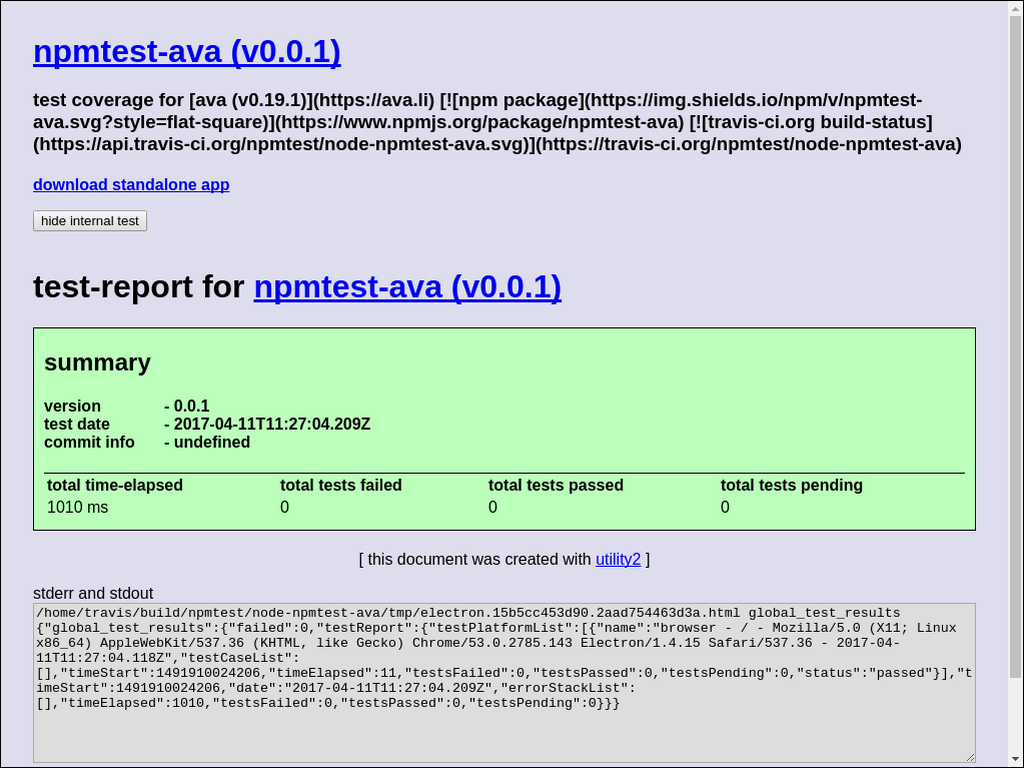 npmtest-ava (v0.0.1)
test coverage for [ava (v0.19.1)](https://ava.li) [![npm package](https://img.shields.io/npm/v/npmtest-
ava.svg?style=flat-square)](https://www.npmjs.org/package/npmtest-ava) [![travis-ci.org build-status]
(https://api.travis-ci.org/npmtest/node-npmtest-ava.svg)](https://travis-ci.org/npmtest/node-npmtest-ava)
download standalone app
hide internal test
test-report for npmtest-ava (v0.0.1)
summary
version - 0.0.1
test date - 2017-04-11T11:27:04.209Z
commit info - undefined
total time-elapsed total tests failed total tests passed total tests pending
1010 ms 0 0 0
[ this document was created with utility2 ]
stderr and stdout
/home/travis/build/npmtest/node-npmtest-ava/tmp/electron.15b5cc453d90.2aad754463d3a.html global_test_results
{"global_test_results":{"failed":0,"testReport":{"testPlatformList":[{"name":"browser - / - Mozilla/5.0 (X11; Linux
x86_64) AppleWebKit/537.36 (KHTML, like Gecko) Chrome/53.0.2785.143 Electron/1.4.15 Safari/537.36 - 2017-04-
11T11:27:04.118Z","testCaseList":
[],"timeStart":1491910024206,"timeElapsed":11,"testsFailed":0,"testsPassed":0,"testsPending":0,"status":"passed"}],"t
imeStart":1491910024206,"date":"2017-04-11T11:27:04.209Z","errorStackList":
[],"timeElapsed":1010,"testsFailed":0,"testsPassed":0,"testsPending":0}}}